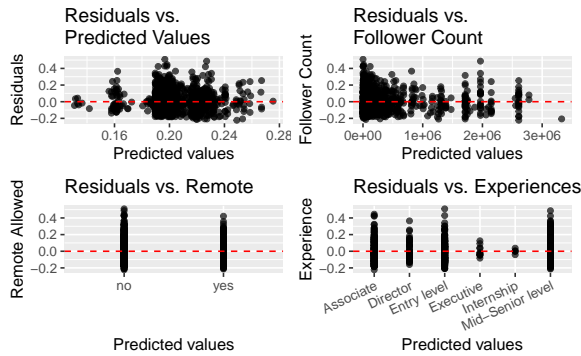 Residuals vs.
Predicted Values
Residuals
0.4
0.2
0.0
−0.2
0.16
0.20
0.24
0.28
Predicted values
Residuals vs.
Follower Count
Follower Count
0.4
0.2
0.0
−0.2
0e+00
1e+06
2e+06
3e+06
Predicted values
Residuals vs. Remote
Remote Allowed
0.4
0.2
0.0
−0.2
no
yes
Predicted values
Residuals vs. Experiences
Experience
0.4
0.2
0.0
−0.2
Associate
Director
Entry level
Executive
Internship
Mid−Senior level
Predicted values